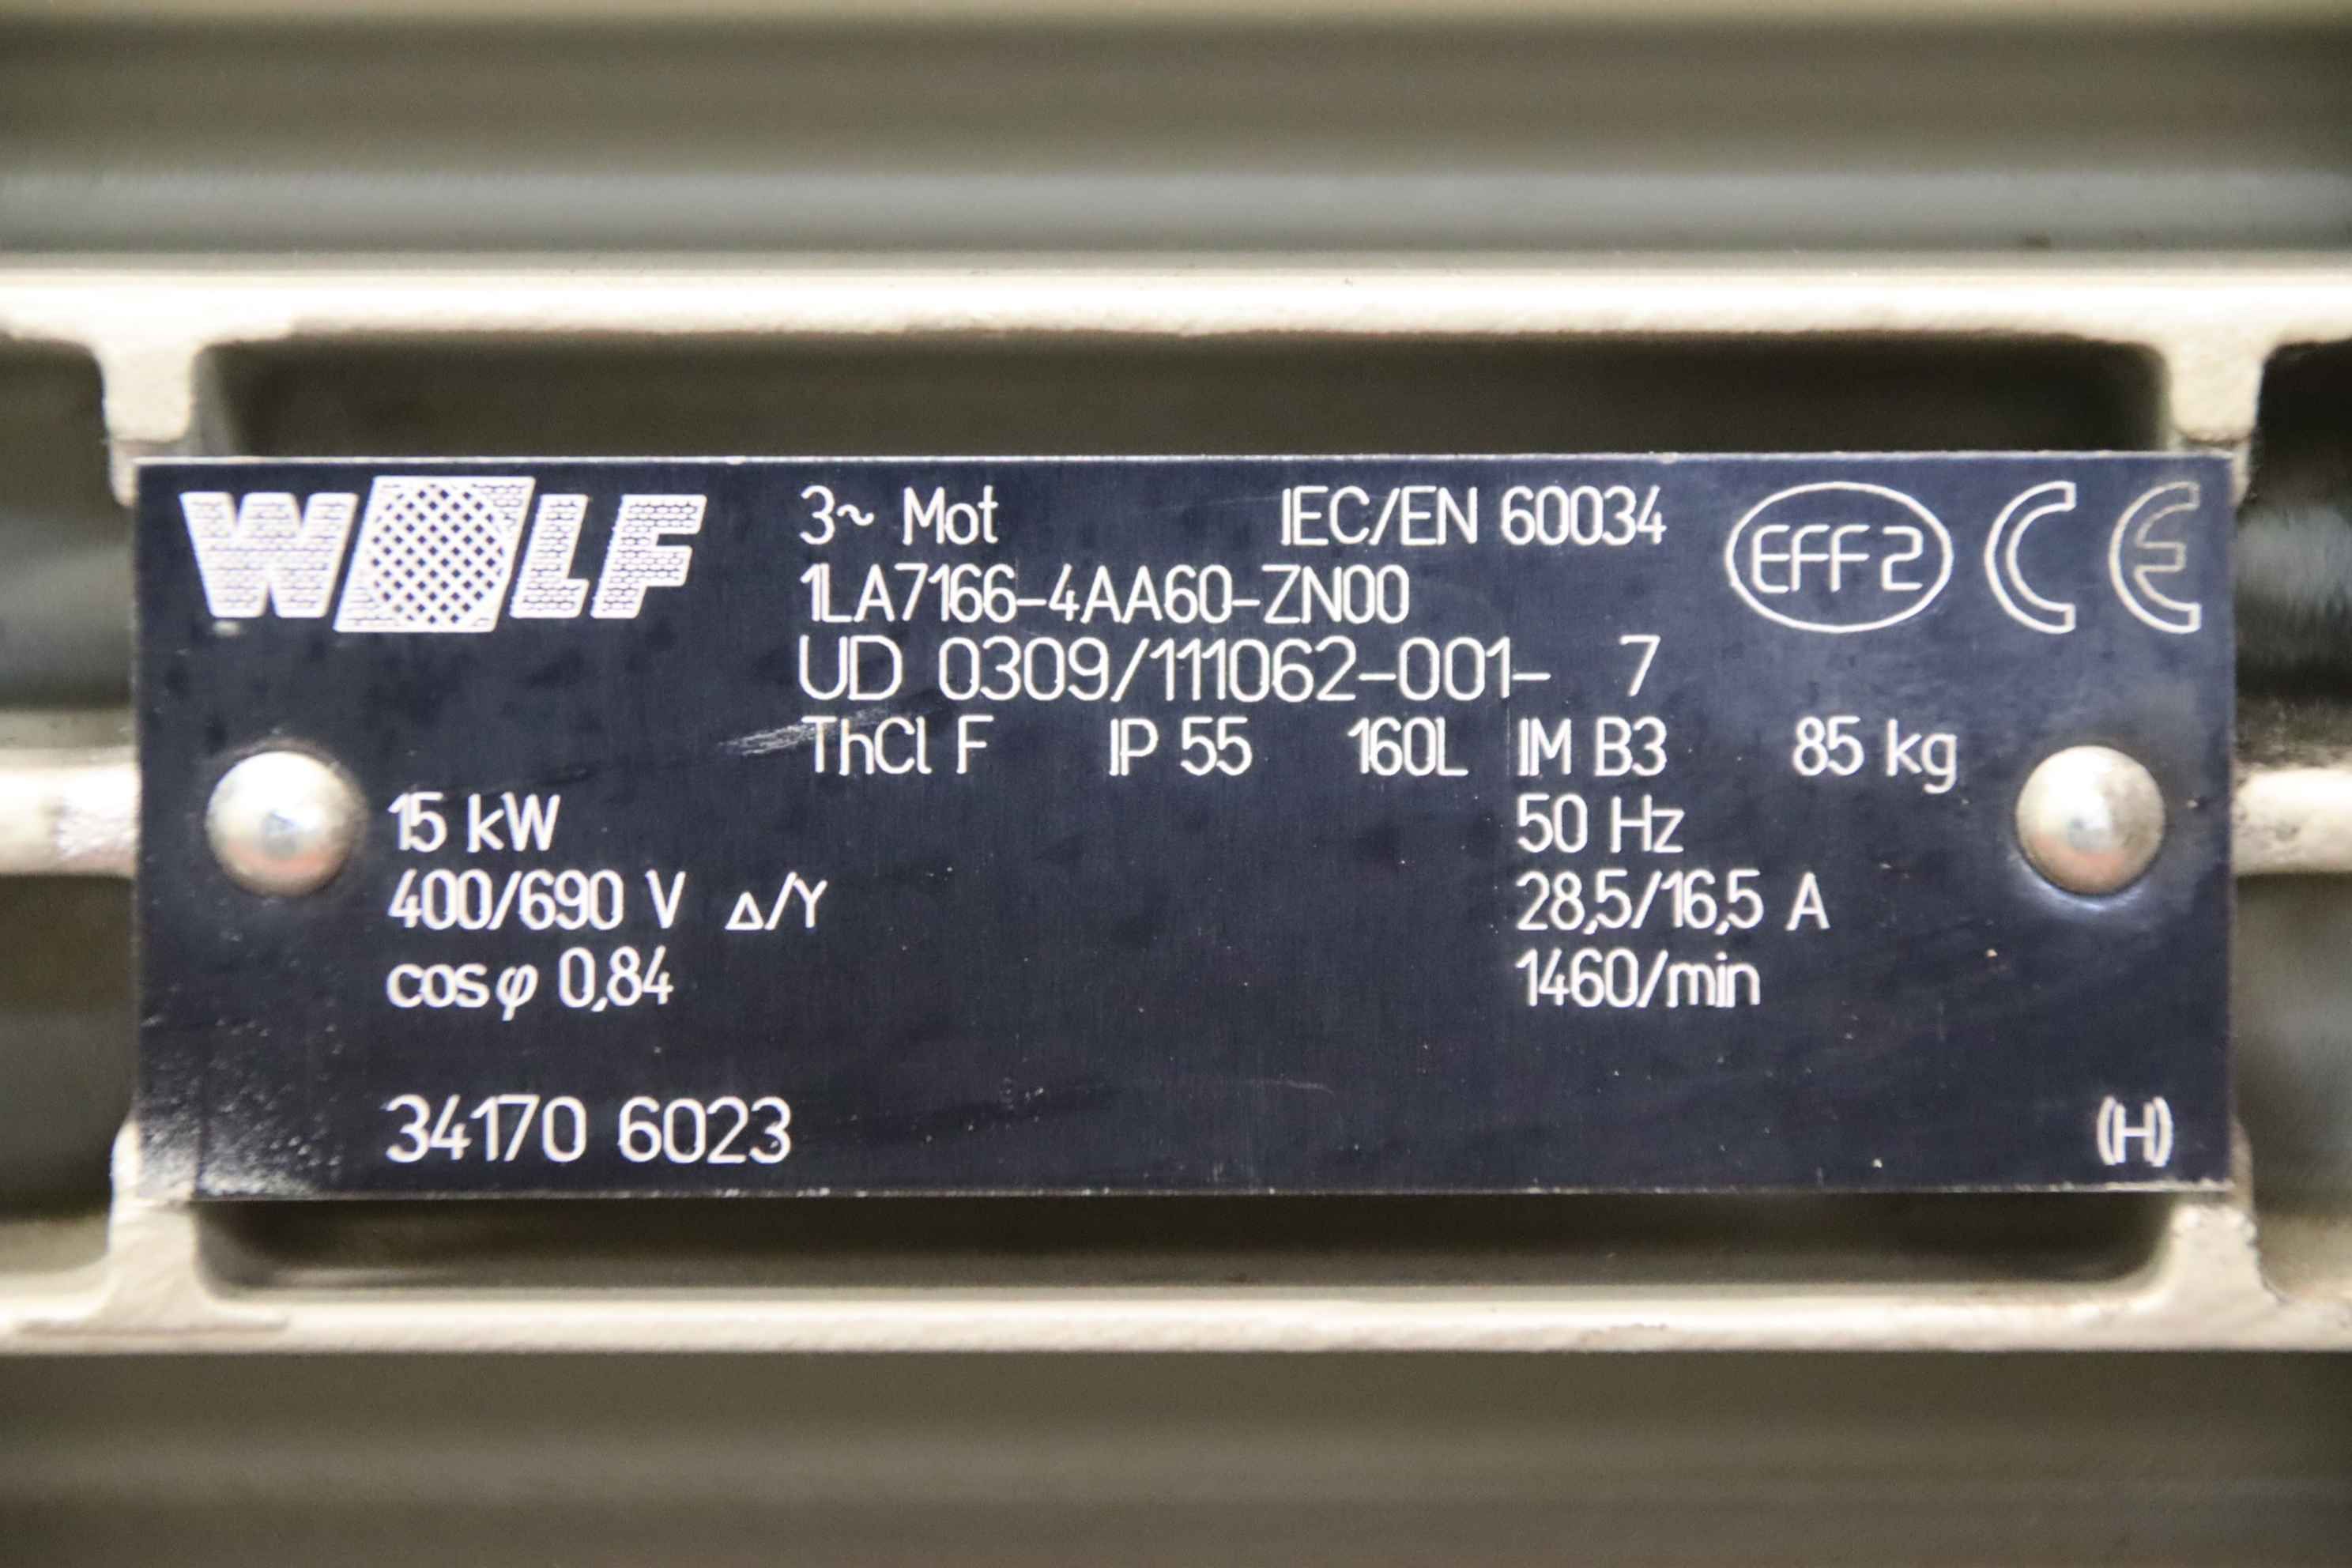 WOLF
3~ Mot IEC/EN 60034 EFF2 CE
1LA7166-4AA60-ZN00
UD 0309/111062-001- 7
ThCl F IP 55 160L IM B3 85 kg
15 kW 50 Hz
400/690 V Δ/Y 28,5/16,5 A
cosφ 0,84 1460/min
34170 6023 (H)